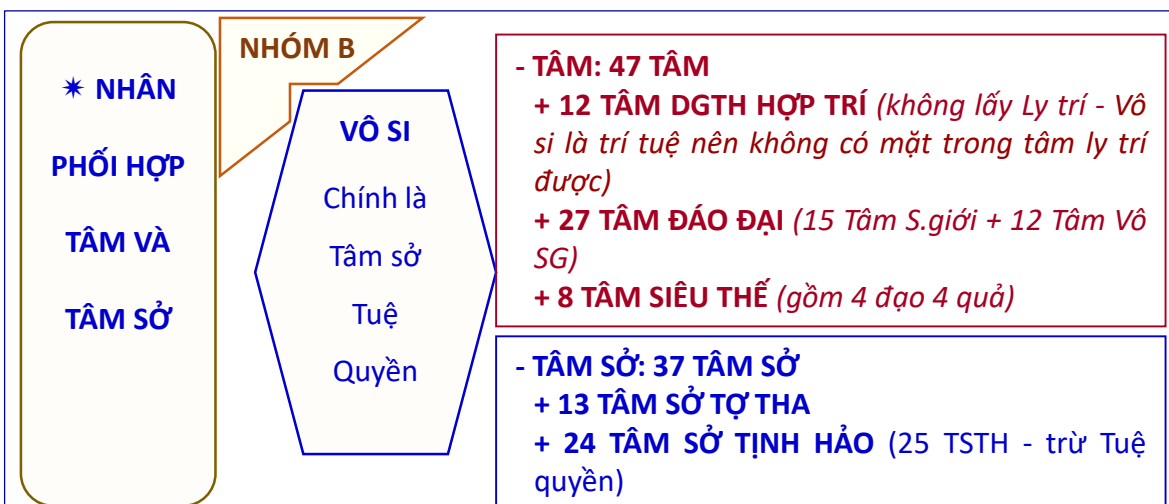 ✴ NHÂN
PHỐI HỢP
TÂM VÀ
TÂM SỞ
NHÓM B
VÔ SI
Chính là
Tâm sở
Tuệ
Quyền
- TÂM: 47 TÂM
+ 12 TÂM DGTH HỢP TRÍ (không lấy Ly trí - Vô
si là trí tuệ nên không có mặt trong tâm ly trí
được)
+ 27 TÂM ĐÁO ĐẠI (15 Tâm S.giới + 12 Tâm Vô
SG)
+ 8 TÂM SIÊU THẾ (gồm 4 đạo 4 quả)
- TÂM SỞ: 37 TÂM SỞ
+ 13 TÂM SỞ TỢ THA
+ 24 TÂM SỞ TỊNH HẢO (25 TSTH - trừ Tuệ
quyền)